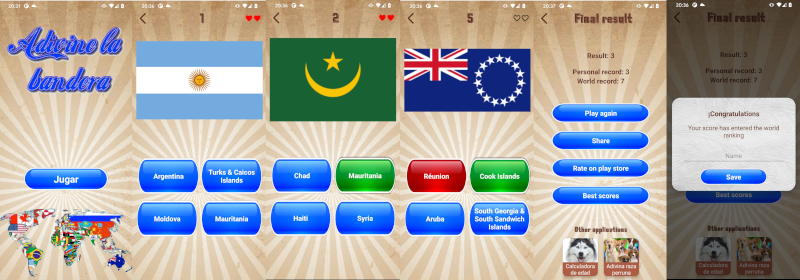 20:31
Adivina la
bandera
Jugar
20:36
1
Argentina
Turks & Caicos
Islands
Moldova
Mauritania
20:36
2
Chad
Mauritania
Haiti
Syria
20:36
5
Réunion
Cook Islands
Aruba
South Georgia &
South Sandwich
Islands
20:37
Final result
Result: 3
Personal record: 3
World record: 7
Play again
Share
Rate on play store
Best scores
Other applications
Calculadora
de edad
Adivina raza
perruna
20:36
Final result
Result: 3
Personal record: 3
World record: 7
¡Congratulations
Your score has entered the world
ranking
Name
Save
Best scores
Other applications
Calculadora
de edad
Adivina raza
perruna